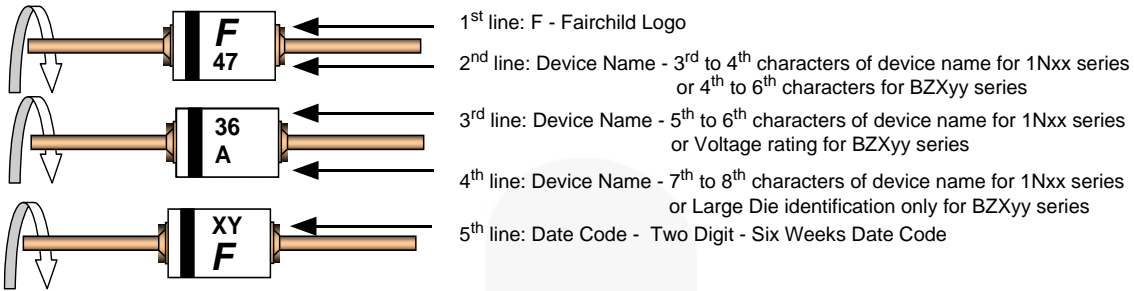 F
47
36
A
XY
F
1st line: F - Fairchild Logo
2nd line: Device Name - 3rd to 4th characters of device name for 1Nxx series
or 4th to 6th characters for BZXyy series
3rd line: Device Name - 5th to 6th characters of device name for 1Nxx series
or Voltage rating for BZXyy series
4th line: Device Name - 7th to 8th characters of device name for 1Nxx series
or Large Die identification only for BZXyy series
5th line: Date Code - Two Digit - Six Weeks Date Code